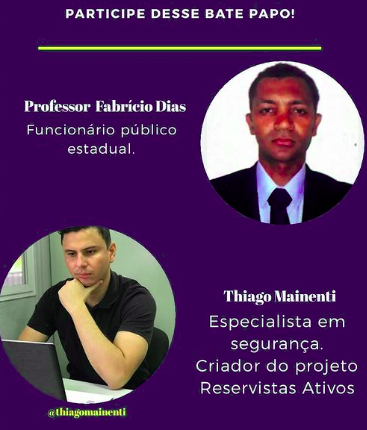 PARTICIPE DESSE BATE PAPO!
Professor Fabrício Dias
Funcionário público
estadual.
Thiago Mainenti
Especialista em
segurança.
Criador do projeto
Reservistas Ativos
@thiagomainenti